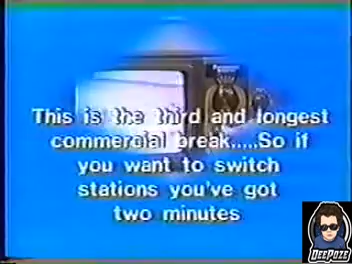 This is the third and longest
commercial break.....So if
you want to switch
stations you've got
two minutes
DEEPOZE